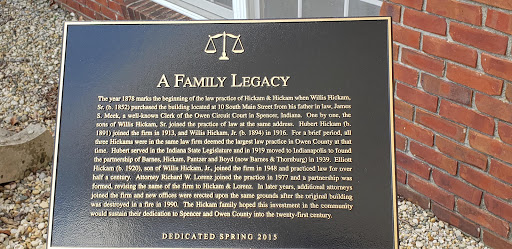 A FAMILY LEGACY
The year 1878 marks the beginning of the law practice of Hickam & Hickam when Willis Hickam,
Sr. (b. 1852) purchased the building located at 10 South Main Street from his father in law, James
S. Meek, a well-known Clerk of the Owen Circuit Court in Spencer, Indiana. One by one, the
sons of Willis Hickam, Sr. joined the practice of law at the same address. Hubert Hickam (b.
1891) joined the firm in 1913, and Willis Hickam, Jr. (b. 1894) in 1916. For a brief period, all
three Hickams were in the same law firm deemed the largest law practice in Owen County at that
time. Hubert served in the Indiana State Legislature and in 1919 moved to Indianapolis to found
the partnership of Barnes, Hickam, Pantzer and Boyd (now Barnes & Thornburg) in 1939. Elliott
Hickam (b. 1920), son of Willis Hickam, Jr., joined the firm in 1948 and practiced law for over
half a century. Attorney Richard W. Lorenz joined the practice in 1977 and a partnership was
formed, revising the name of the firm to Hickam & Lorenz. In later years, additional attorneys
joined the firm and new offices were erected upon the same grounds after the original building
was destroyed in a fire in 1990. The Hickam family hoped this investment in the community
would sustain their dedication to Spencer and Owen County into the twenty-first century.
DEDICATED SPRING 2015